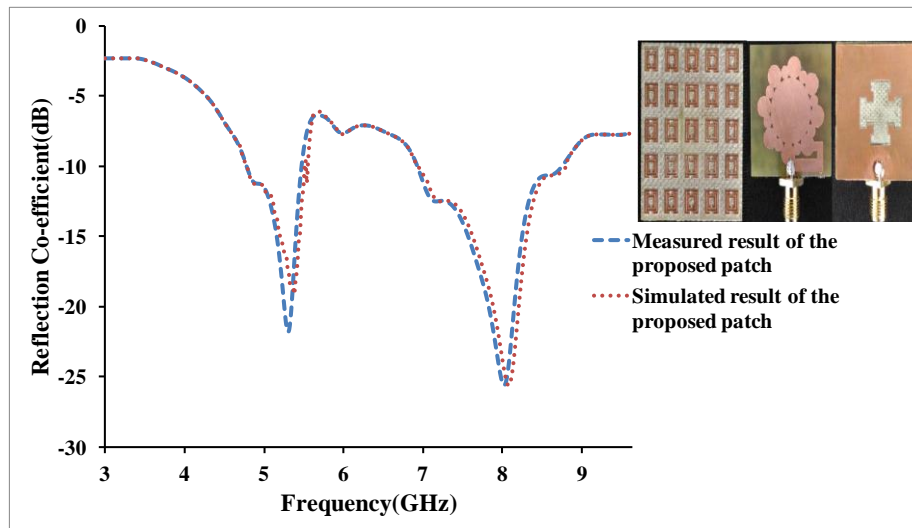 0
-5
-10
-15
-20
-25
-30
Reflection Co-efficient(dB)
3 4 5 6 7 8 9
Frequency(GHz)
Measured result of the
proposed patch
Simulated result of the
proposed patch